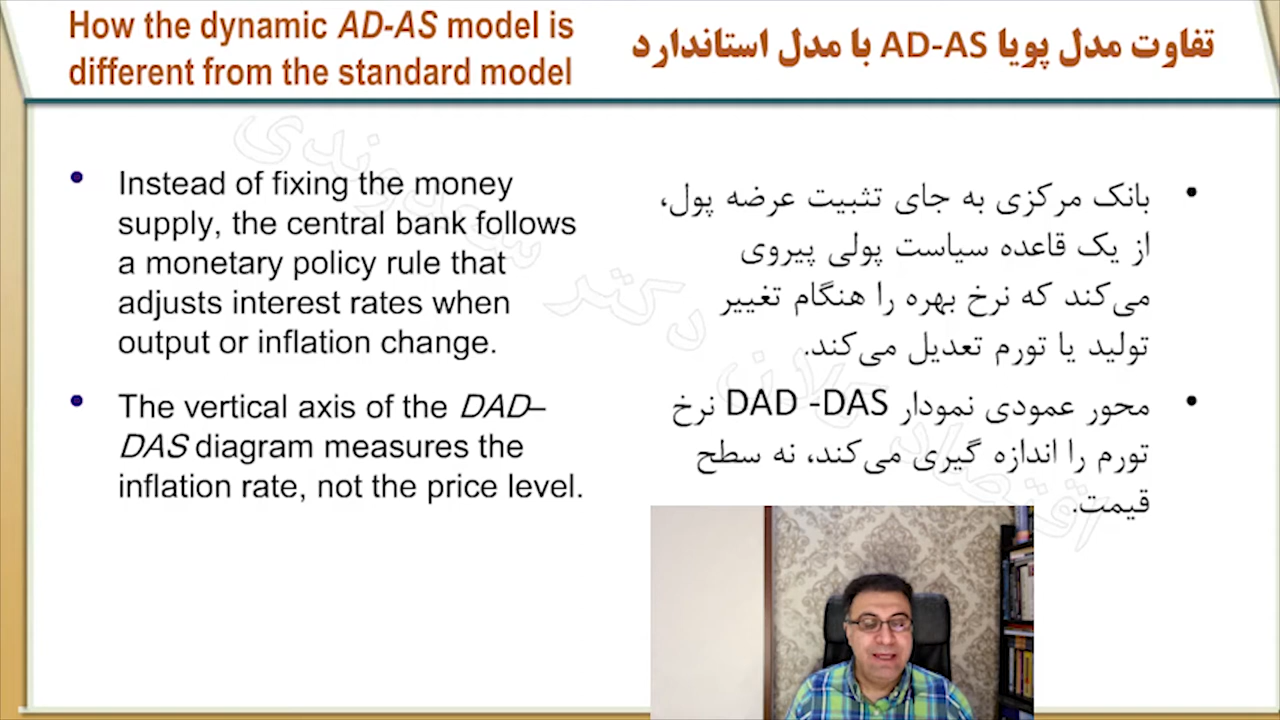 How the dynamic AD-AS model is
different from the standard model
تفاوت مدل پویا AD-AS با مدل استاندارد
• Instead of fixing the money
supply, the central bank follows
a monetary policy rule that
adjusts interest rates when
output or inflation change.
• The vertical axis of the DAD–
DAS diagram measures the
inflation rate, not the price level.
• بانک مرکزی به جای تثبیت عرضه پول،
از یک قاعده سیاست پولی پیروی
می‌کند که نرخ بهره را هنگام تغییر
تولید یا تورم تعدیل می‌کند.
• محور عمودی نمودار DAD -DAS نرخ
تورم را اندازه گیری می‌کند، نه سطح
قیمت.
اقتصاد کلان دکتر سعدوندی